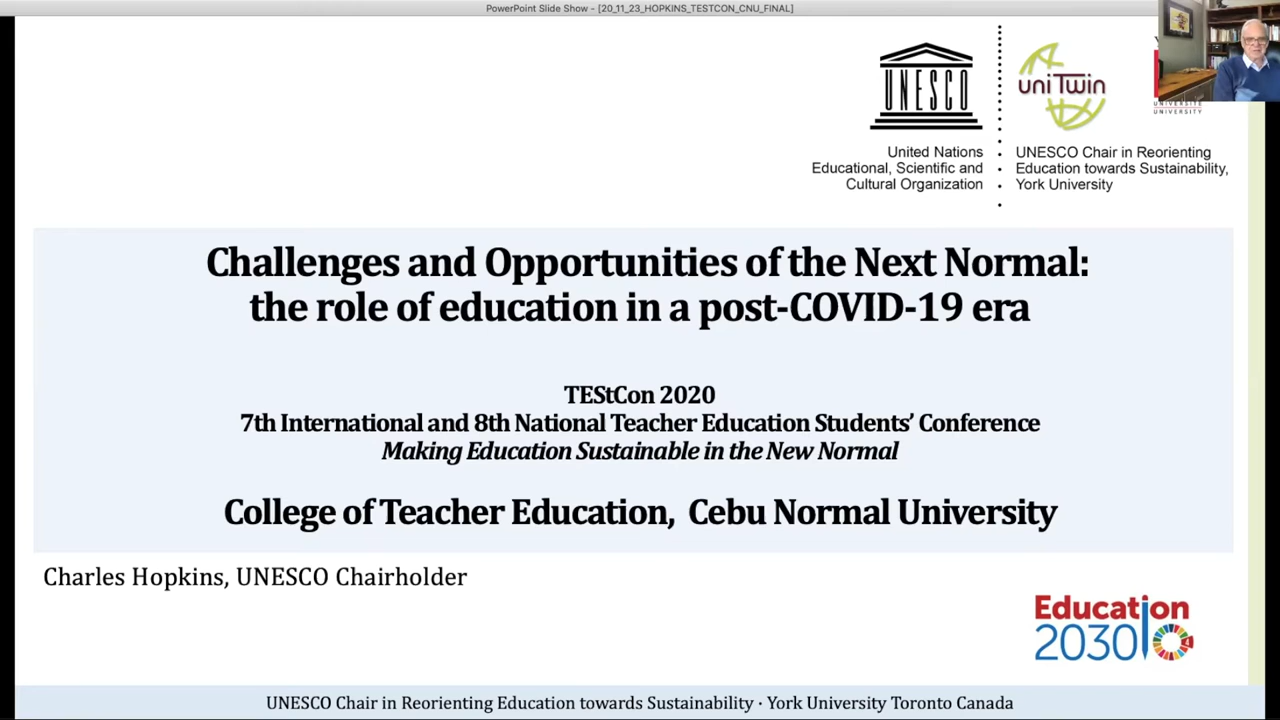 PowerPoint Slide Show - [20_11_23_HOPKINS_TESTCON_CNU_FINAL]
UNESCO
uniTwin
UNIVERSITÉ
UNIVERSITY
United Nations
Educational, Scientific and
Cultural Organization
UNESCO Chair in Reorienting
Education towards Sustainability,
York University
Challenges and Opportunities of the Next Normal:
the role of education in a post-COVID-19 era
TEStCon 2020
7th International and 8th National Teacher Education Students’ Conference
Making Education Sustainable in the New Normal
College of Teacher Education, Cebu Normal University
Charles Hopkins, UNESCO Chairholder
Education
2030
4
UNESCO Chair in Reorienting Education towards Sustainability · York University Toronto Canada